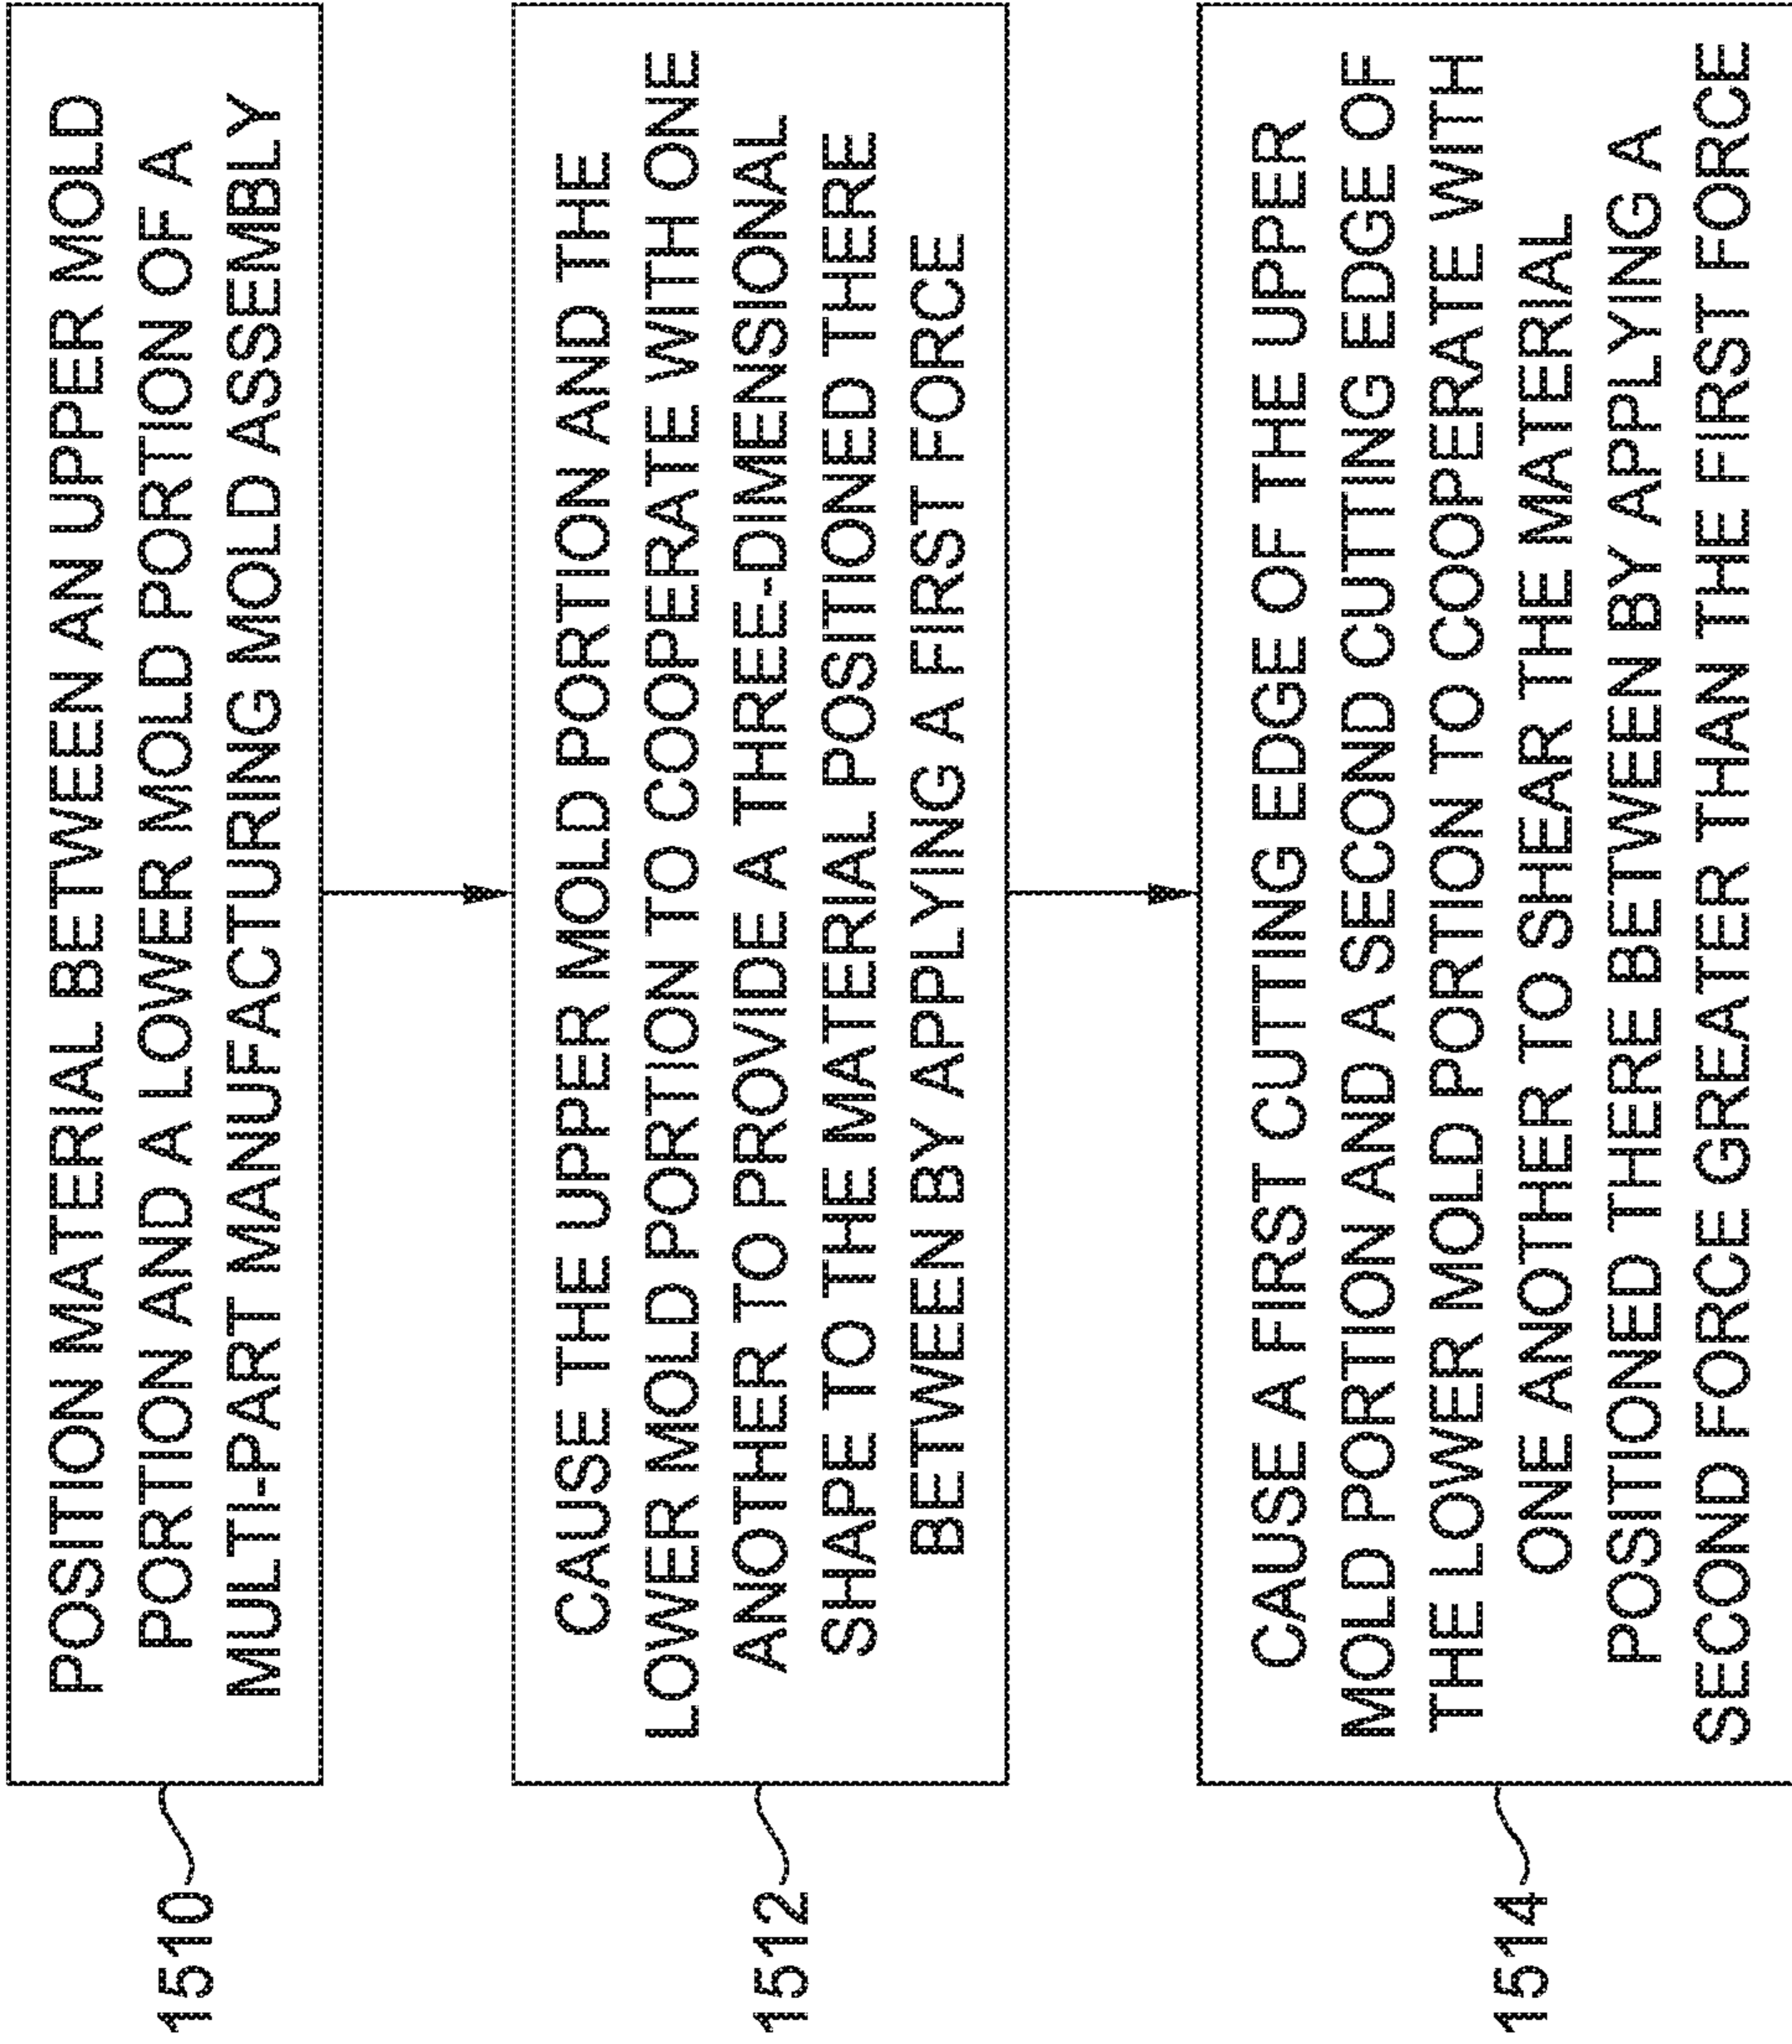 POSITION MATERIAL BETWEEN AN UPPER MOLD
PORTION AND A LOWER MOLD PORTION OF A
MULTI-PART MANUFACTURING MOLD ASSEMBLY
1510
CAUSE THE UPPER MOLD PORTION AND THE
LOWER MOLD PORTION TO COOPERATE WITH ONE
ANOTHER TO PROVIDE A THREE-DIMENSIONAL
SHAPE TO THE MATERIAL POSITIONED THERE
BETWEEN BY APPLYING A FIRST FORCE
1512
CAUSE A FIRST CUTTING EDGE OF THE UPPER
MOLD PORTION AND A SECOND CUTTING EDGE OF
THE LOWER MOLD PORTION TO COOPERATE WITH
ONE ANOTHER TO SHEAR THE MATERIAL
POSITIONED THERE BETWEEN BY APPLYING A
SECOND FORCE GREATER THAN THE FIRST FORCE
1514